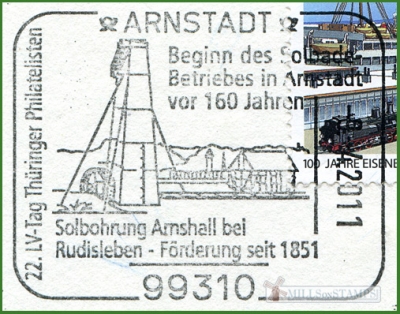 ARNSTADT
Beginn des Solbade-
Betriebes in Arnstadt
vor 160 Jahren
22. LV-Tag Thüringer Philatelisten
Solbohrung Arnshall bei
Rudisleben - Förderung seit 1851
99310
2011
100 JAHRE EISENB
MILLSonSTAMPS